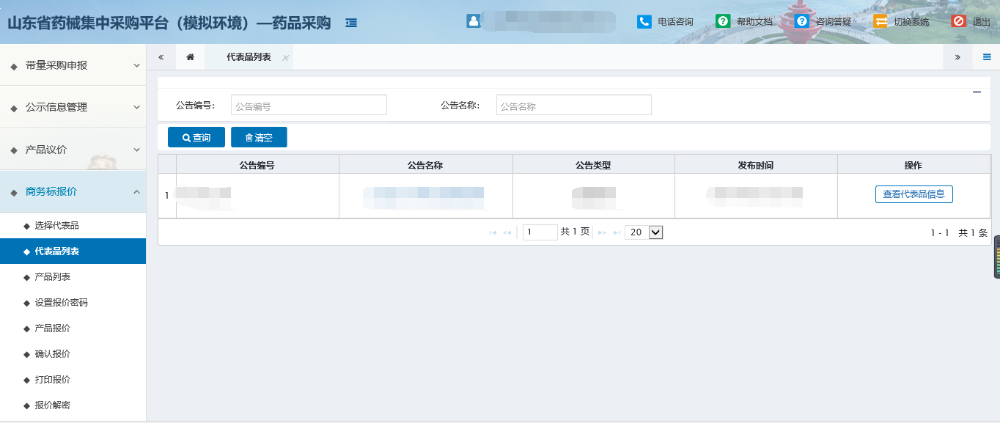 山东省药械集中采购平台（模拟环境）—药品采购
电话咨询 帮助文档 咨询答疑 切换系统 退出
带量采购申报
公示信息管理
产品议价
商务标报价
选择代表品
代表品列表
产品列表
设置报价密码
产品报价
确认报价
打印报价
报价解密
代表品列表
公告编号: 公告编号 公告名称: 公告名称
查询 清空
公告编号 公告名称 公告类型 发布时间 操作
1 查看代表品信息
1 共 1 页 20 1 - 1 共 1 条